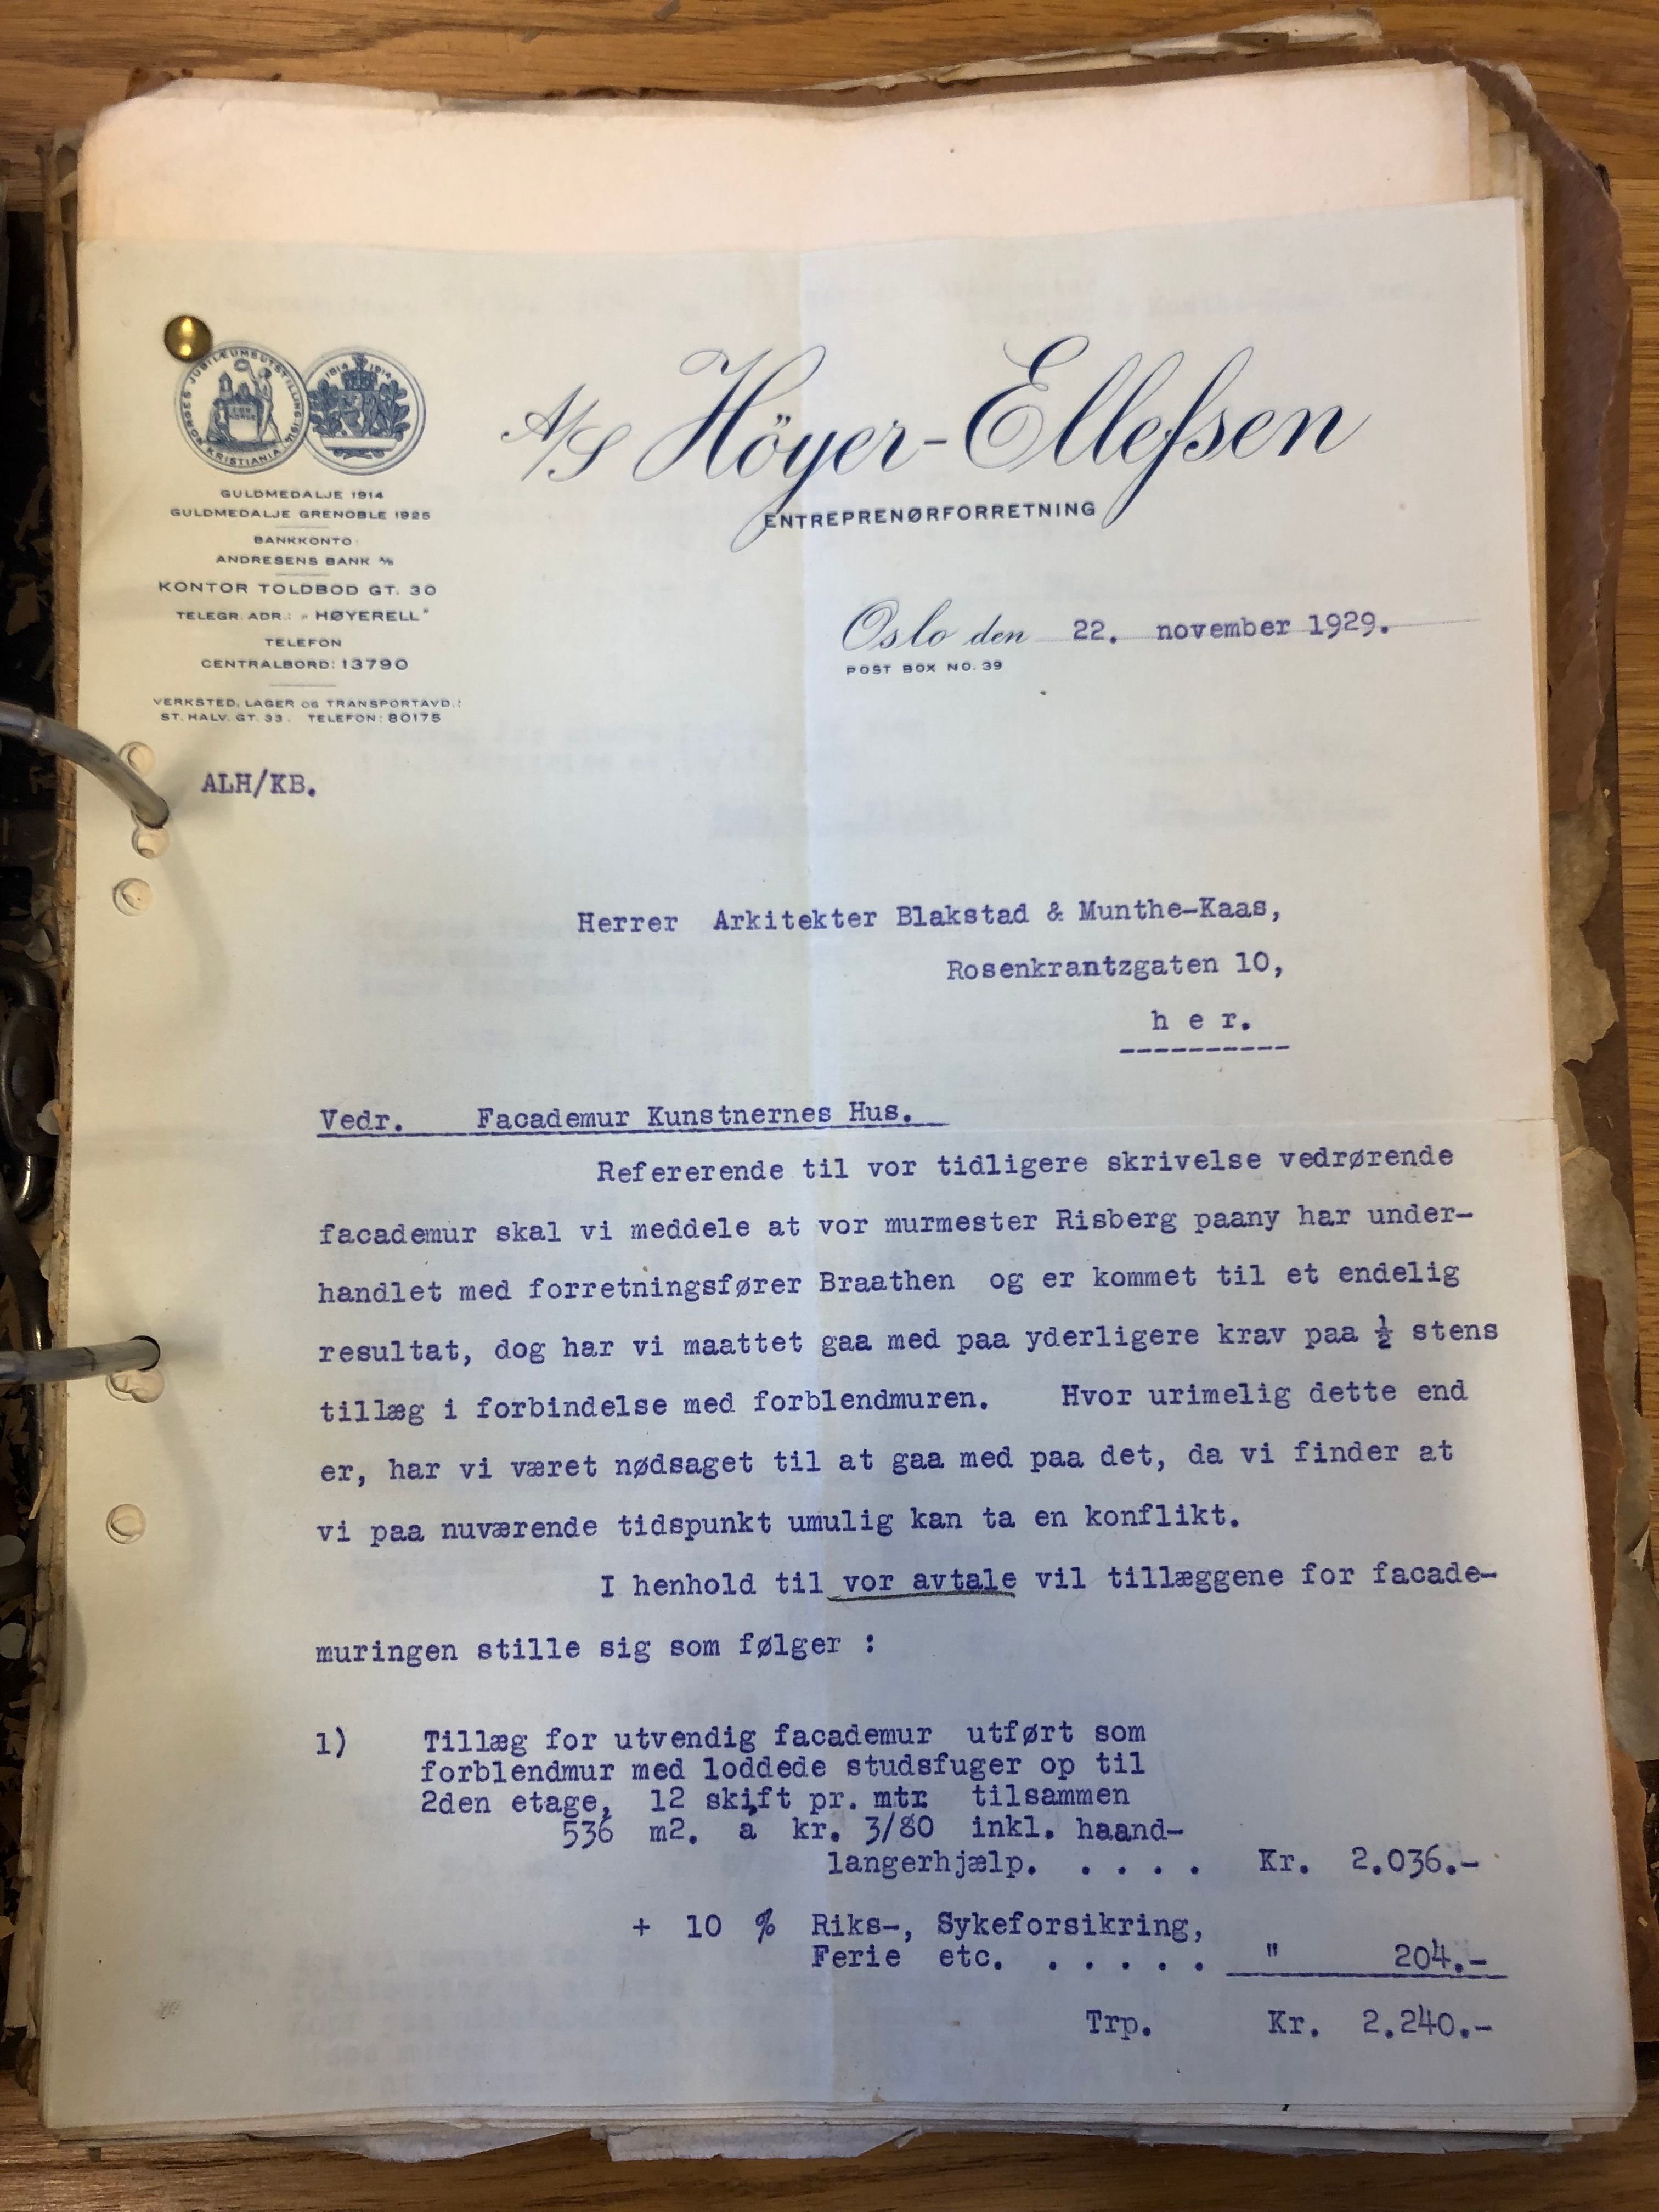 NORGES JUBILÆUMSUTSTILLING 1914
KRISTIANIA
1914 1914
GULDMEDALJE 1914
GULDMEDALJE GRENOBLE 1925
BANKKONTO
ANDRESENS BANK A/S
KONTOR TOLDBOD GT. 30
TELEGR. ADR.: „HØYERELL"
TELEFON
CENTRALBORD: 13790
VERKSTED, LAGER OG TRANSPORTAVD.:
ST. HALV. GT. 33. TELEFON: 80175
A/S Höyer-Ellefsen
ENTREPRENØRFORRETNING
Oslo den 22. november 1929.
POST BOX NO. 39
ALH/KB.
Herrer Arkitekter Blakstad & Munthe-Kaas,
Rosenkrantzgaten 10,
h e r.
----------
Vedr. Facademur Kunstnernes Hus.
Refererende til vor tidligere skrivelse vedrørende
facademur skal vi meddele at vor murmester Risberg paany har under-
handlet med forretningsfører Braathen og er kommet til et endelig
resultat, dog har vi maattet gaa med paa yderligere krav paa ½ stens
tillæg i forbindelse med forblendmuren. Hvor urimelig dette end
er, har vi været nødsaget til at gaa med paa det, da vi finder at
vi paa nuværende tidspunkt umulig kan ta en konflikt.
I henhold til vor avtale vil tillæggene for facade-
muringen stille sig som følger :
1) Tillæg for utvendig facademur utført som
forblendmur med loddede studsfuger op til
2den etage, 12 skift pr. mtr. tilsammen
536 m2. á kr. 3/80 inkl. haand-
langerhjælp. . . . . Kr. 2.036.-
+ 10 % Riks-, Sykeforsikring,
Ferie etc. . . . . . " 204.-
Trp. Kr. 2.240.-